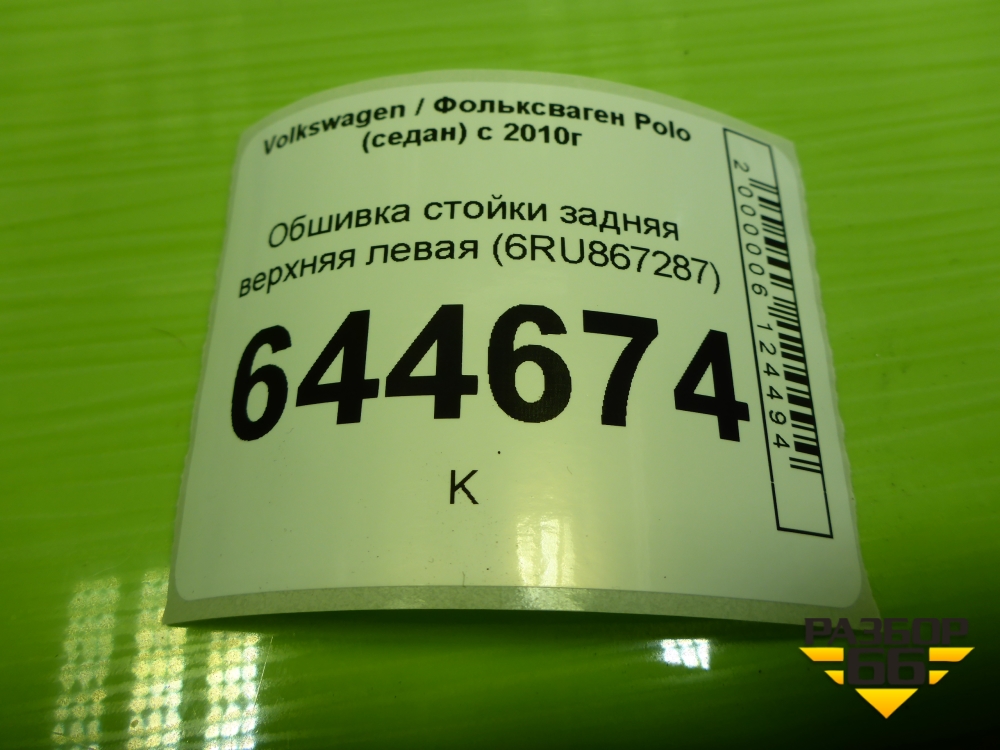 Volkswagen / Фольксваген Polo
(седан) с 2010г
Обшивка стойки задняя
верхняя левая (6RU867287)
644674
К
2000006124494
РАЗБОР
66